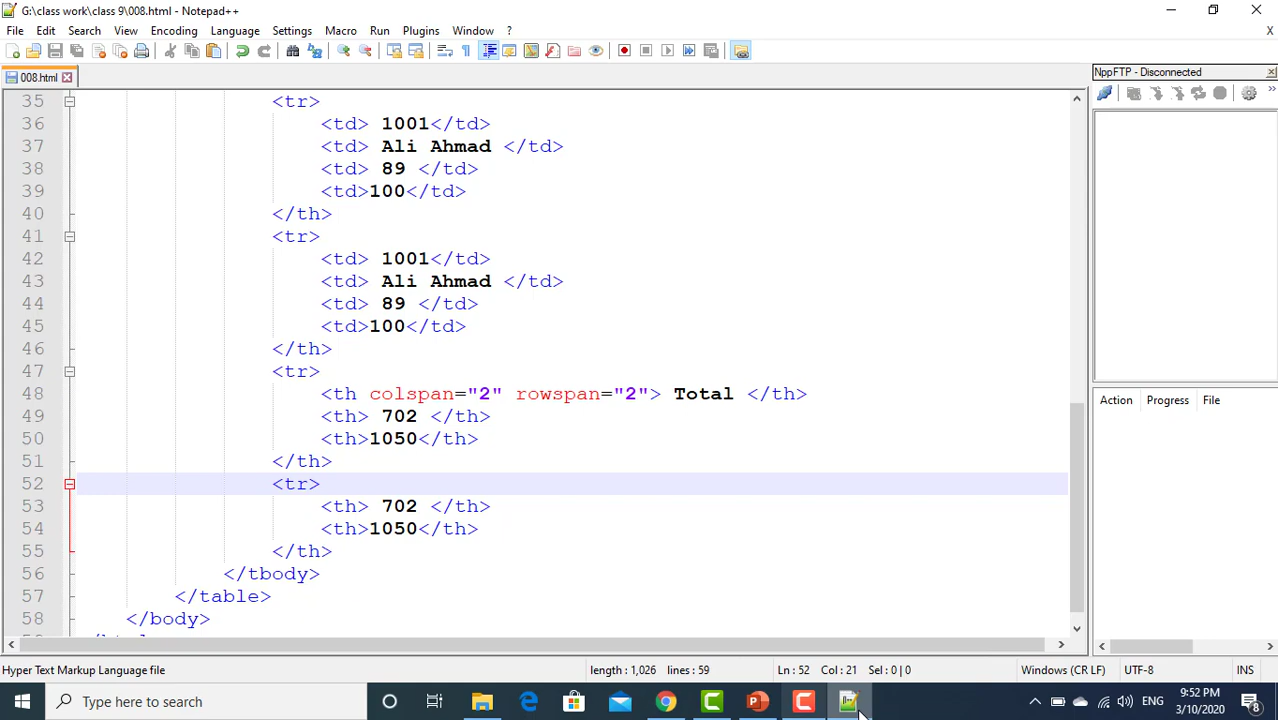 G:\class work\class 9\008.html - Notepad++
File Edit Search View Encoding Language Settings Macro Run Plugins Window ? X
008.html
NppFTP - Disconnected
35 <tr>
36 <td> 1001</td>
37 <td> Ali Ahmad </td>
38 <td> 89 </td>
39 <td>100</td>
40 </th>
41 <tr>
42 <td> 1001</td>
43 <td> Ali Ahmad </td>
44 <td> 89 </td>
45 <td>100</td>
46 </th>
47 <tr>
48 <th colspan="2" rowspan="2"> Total </th>
49 <th> 702 </th>
50 <th>1050</th>
51 </th>
52 <tr>
53 <th> 702 </th>
54 <th>1050</th>
55 </th>
56 </tbody>
57 </table>
58 </body>
Action Progress File
Hyper Text Markup Language file length : 1,026 lines : 59 Ln : 52 Col : 21 Sel : 0 | 0 Windows (CR LF) UTF-8 INS
Type here to search
ENG
9:52 PM
3/10/2020
8